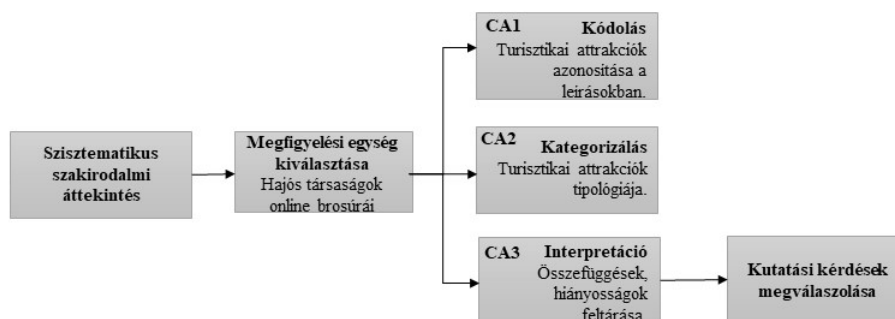 Szisztematikus
szakirodalmi
áttekintés
Megfigyelési egység
kiválasztása
Hajós társaságok
online brosúrái
CA1 Kódolás
Turisztikai attrakciók
azonosítása a
leírásokban.
CA2 Kategorizálás
Turisztikai attrakciók
tipológiája.
CA3 Interpretáció
Összefüggések,
hiányosságok
feltárása.
Kutatási kérdések
megválaszolása